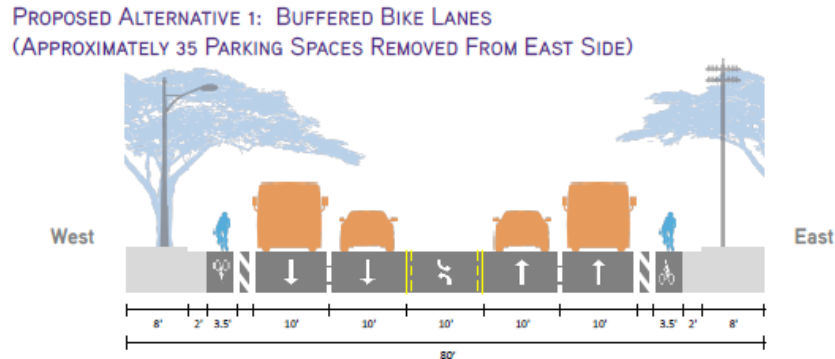 PROPOSED ALTERNATIVE 1: BUFFERED BIKE LANES
(APPROXIMATELY 35 PARKING SPACES REMOVED FROM EAST SIDE)
West
East
8' 2' 3.5' 10' 10' 10' 10' 10' 3.5' 2' 8'
80'